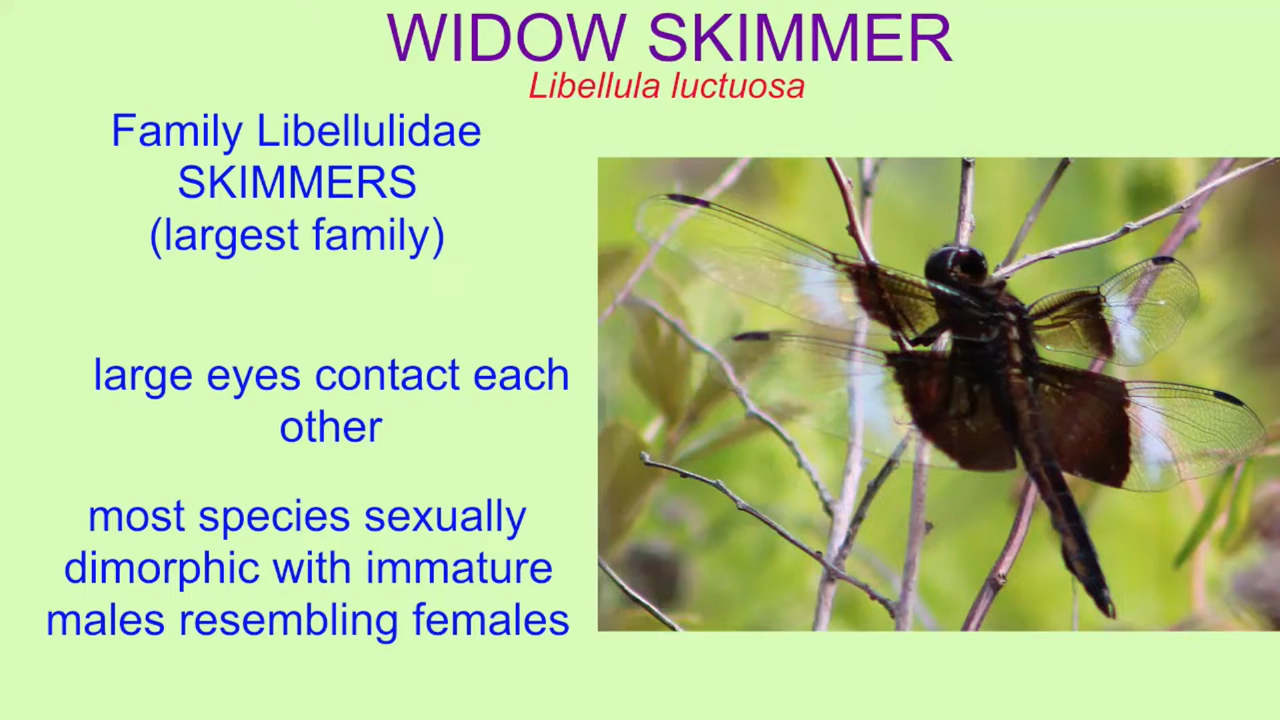 WIDOW SKIMMER
Libellula luctuosa
Family Libellulidae
SKIMMERS
(largest family)
large eyes contact each
other
most species sexually
dimorphic with immature
males resembling females